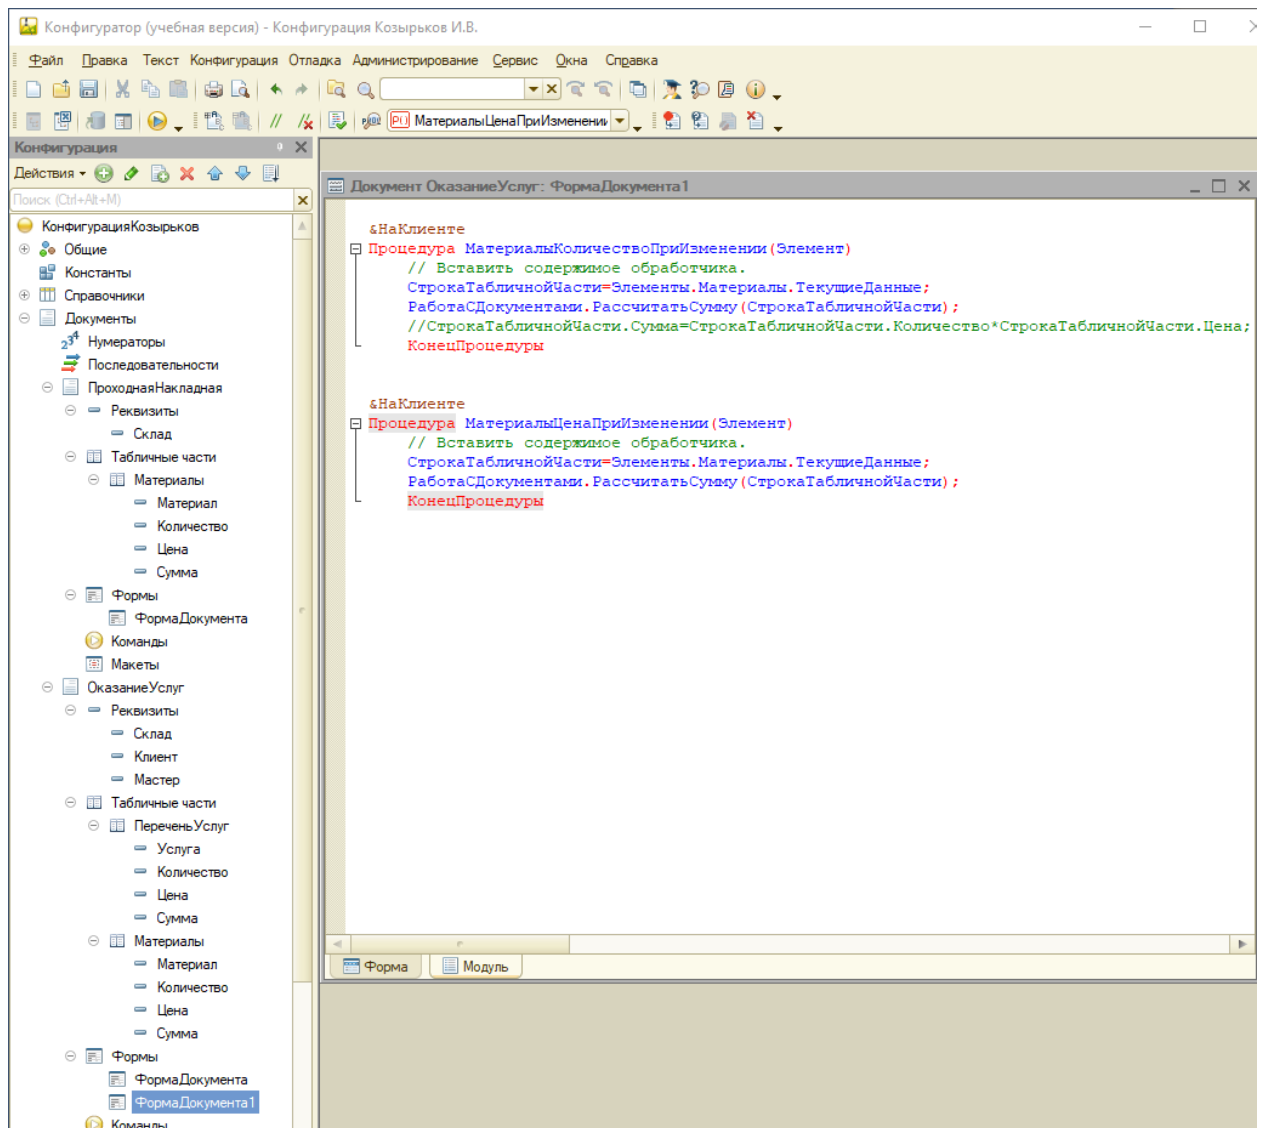 Конфигуратор (учебная версия) - Конфигурация Козырьков И.В.
Файл Правка Текст Конфигурация Отладка Администрирование Сервис Окна Справка
МатериалыЦенаПриИзменении
Конфигурация
Действия
Поиск (Ctrl+Alt+M)
КонфигурацияКозырьков
Общие
Константы
Справочники
Документы
Нумераторы
Последовательности
ПроходнаяНакладная
Реквизиты
Склад
Табличные части
Материалы
Материал
Количество
Цена
Сумма
Формы
ФормаДокумента
Команды
Макеты
ОказаниеУслуг
Реквизиты
Склад
Клиент
Мастер
Табличные части
ПереченьУслуг
Услуга
Количество
Цена
Сумма
Материалы
Материал
Количество
Цена
Сумма
Формы
ФормаДокумента
ФормаДокумента1
Команды
Документ ОказаниеУслуг: ФормаДокумента1
&НаКлиенте
Процедура МатериалыКоличествоПриИзменении(Элемент)
// Вставить содержимое обработчика.
СтрокаТабличнойЧасти=Элементы.Материалы.ТекущиеДанные;
РаботаСДокументами.РассчитатьСумму(СтрокаТабличнойЧасти);
//СтрокаТабличнойЧасти.Сумма=СтрокаТабличнойЧасти.Количество*СтрокаТабличнойЧасти.Цена;
КонецПроцедуры
&НаКлиенте
Процедура МатериалыЦенаПриИзменении(Элемент)
// Вставить содержимое обработчика.
СтрокаТабличнойЧасти=Элементы.Материалы.ТекущиеДанные;
РаботаСДокументами.РассчитатьСумму(СтрокаТабличнойЧасти);
КонецПроцедуры
Форма Модуль